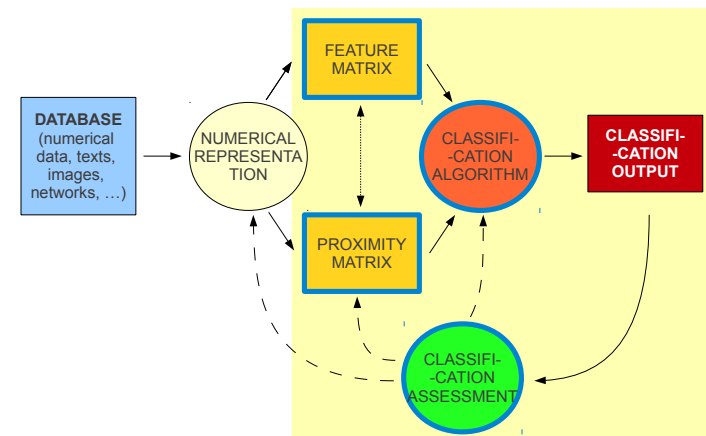 DATABASE
(numerical
data, texts,
images,
networks, …)
NUMERICAL
REPRESENTA
TION
FEATURE
MATRIX
PROXIMITY
MATRIX
CLASSIFI-
-CATION
ALGORITHM
CLASSIFI-
-CATION
OUTPUT
CLASSIFI-
-CATION
ASSESSMENT